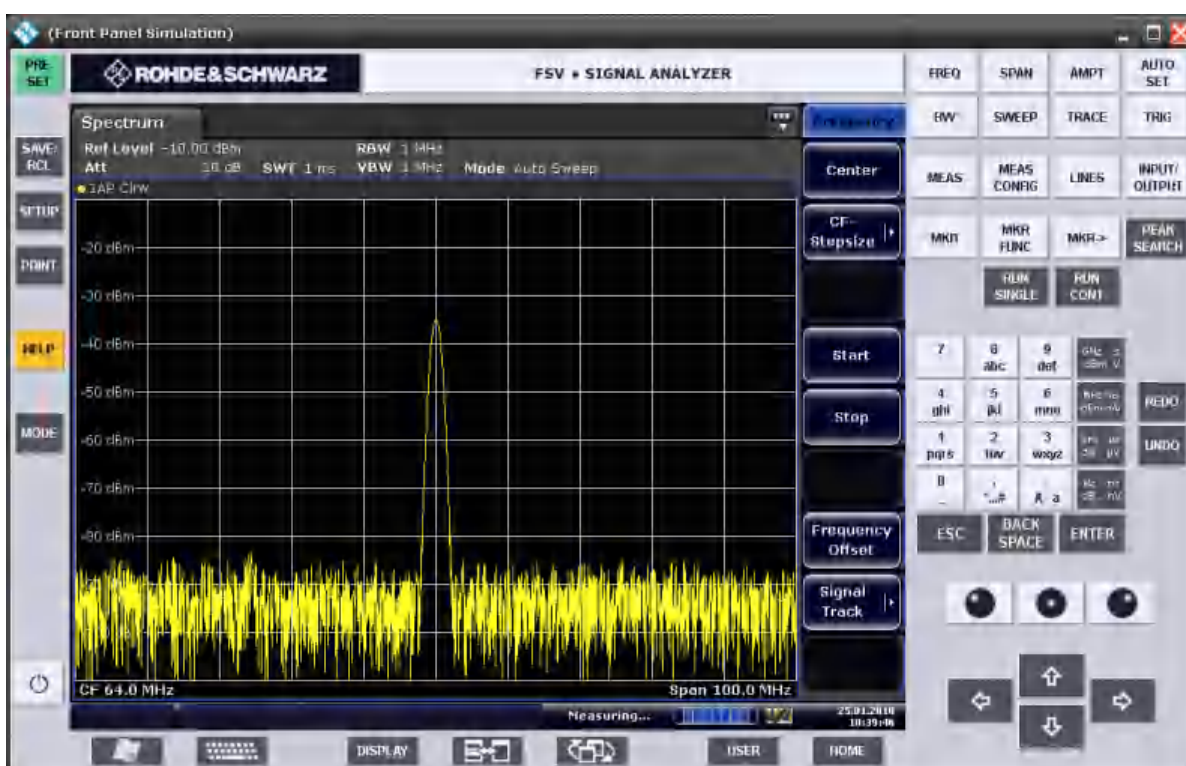 (Front Panel Simulation)
PRE SET
ROHDE&SCHWARZ
FSV • SIGNAL ANALYZER
FREQ SPAN AMPT AUTO SET
Spectrum
BW SWEEP TRACE TRIG
Ref Level -10.00 dBm RBW 1 MHz
Att 10 dB SWT 1 ms VBW 1 MHz Mode Auto Sweep
1AP Clrw
SAVE/ RCL
SETUP
PRINT
HELP
MODE
-20 dBm
-30 dBm
-40 dBm
-50 dBm
-60 dBm
-70 dBm
-80 dBm
CF 64.0 MHz Span 100.0 MHz
Measuring...
Frequency
Center
CF-
Stepsize
Start
Stop
Frequency
Offset
Signal
Track
MEAS MEAS CONFIG LINES INPUT/ OUTPUT
MKR MKR FUNC MKR-> PEAK SEARCH
RUN SINGLE RUN CONT
7 8 abc 9 def
4 ghi 5 jkl 6 mno REDO
1 pqrs 2 tuv 3 wxyz UNDO
0 A a
ESC BACK SPACE ENTER
DISPLAY USER HOME